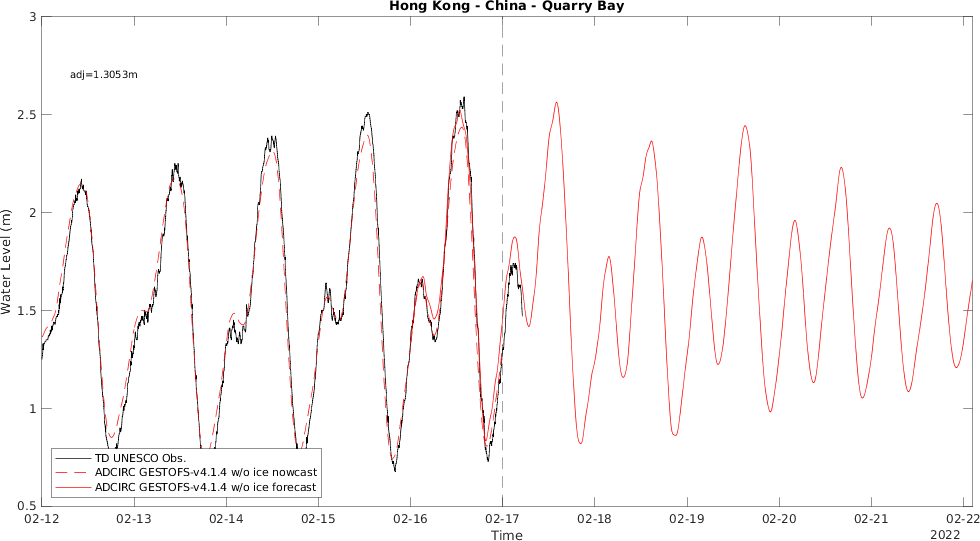 Hong Kong - China - Quarry Bay
3
adj=1.3053m
2.5
2
Water Level (m)
1.5
1
TD UNESCO Obs.
ADCIRC GESTOFS-v4.1.4 w/o ice nowcast
ADCIRC GESTOFS-v4.1.4 w/o ice forecast
0.5
02-12 02-13 02-14 02-15 02-16 02-17 02-18 02-19 02-20 02-21 02-22
Time
2022